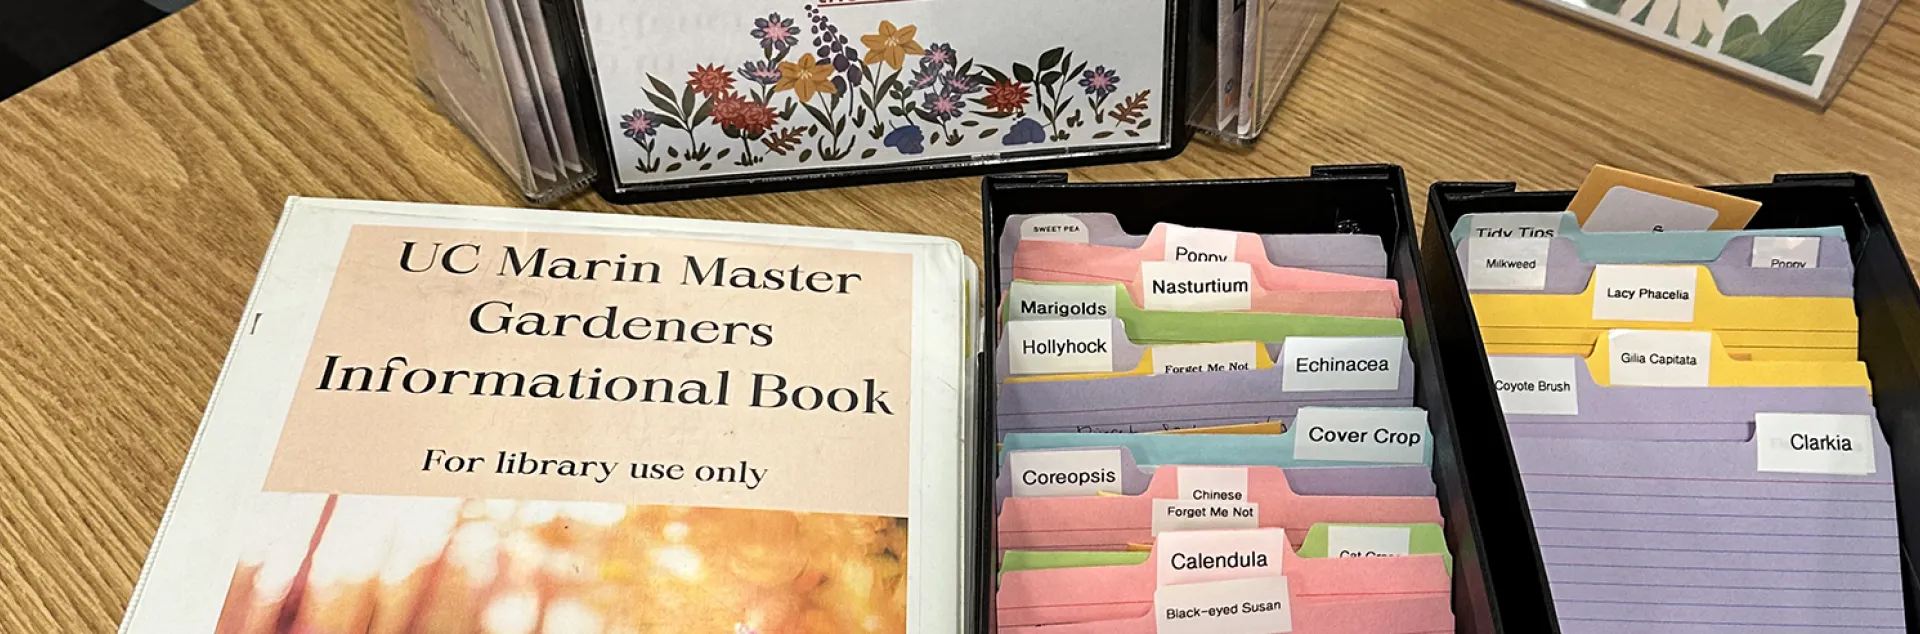 UC Marin Master
Gardeners
Informational Book
For library use only
SWEET PEA
Poppy
Nasturtium
Marigolds
Hollyhock
Forget Me Not
Echinacea
Cover Crop
Coreopsis
Chinese
Forget Me Not
Calendula
Black-eyed Susan
Tidy Tips
Milkweed
Poppy
Lacy Phacelia
Gilia Capitata
Coyote Brush
Clarkia